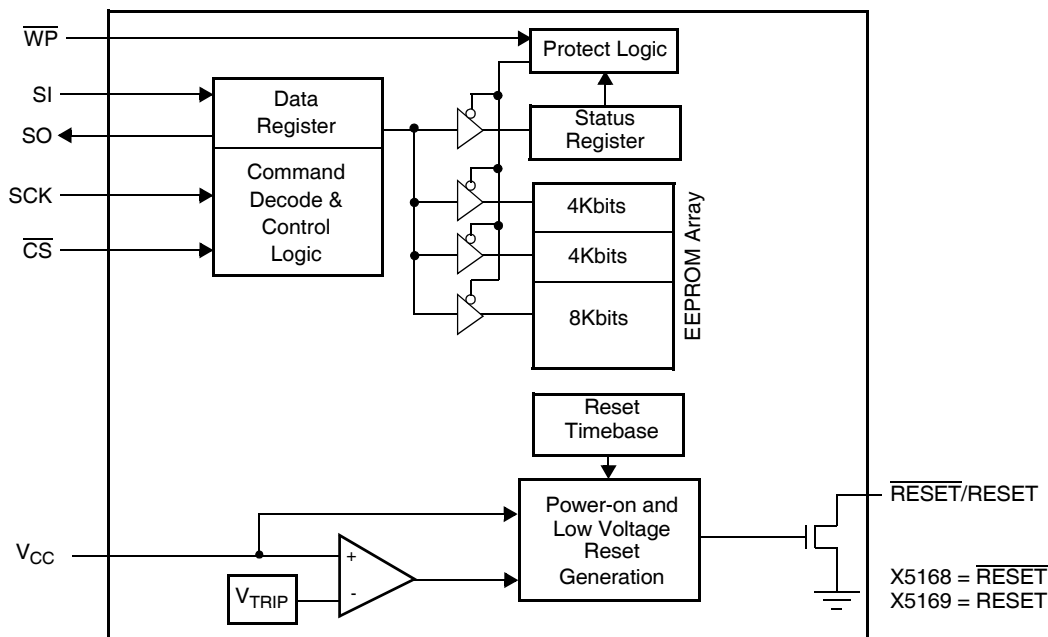 WP
Protect Logic
SI
Data
Register
SO
Status
Register
SCK
Command
Decode &
Control
Logic
CS
4Kbits
4Kbits
8Kbits
EEPROM Array
Reset
Timebase
Power-on and
Low Voltage
Reset
Generation
RESET/RESET
VCC
+
-
VTRIP
X5168 = RESET
X5169 = RESET